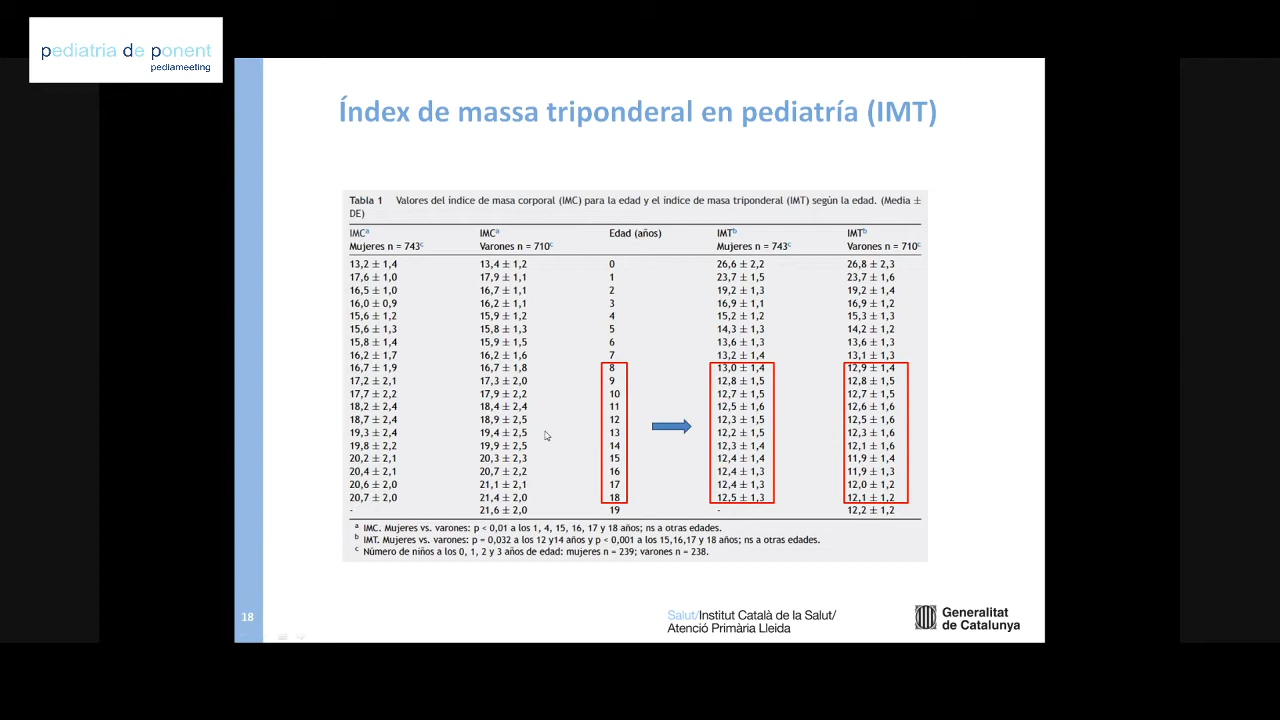 pediatria de ponent
pediameeting
Índex de massa triponderal en pediatría (IMT)
Tabla 1 Valores del índice de masa corporal (IMC) para la edad y el índice de masa triponderal (IMT) según la edad. (Media ±
DE)
IMCa IMCa Edad (años) IMTb IMTb
Mujeres n = 743c Varones n = 710c Mujeres n = 743c Varones n = 710c
13,2 ± 1,4 13,4 ± 1,2 0 26,6 ± 2,2 26,8 ± 2,3
17,6 ± 1,0 17,9 ± 1,1 1 23,7 ± 1,5 23,7 ± 1,6
16,5 ± 1,0 16,7 ± 1,1 2 19,2 ± 1,3 19,2 ± 1,4
16,0 ± 0,9 16,2 ± 1,1 3 16,9 ± 1,1 16,9 ± 1,2
15,6 ± 1,2 15,9 ± 1,2 4 15,2 ± 1,2 15,3 ± 1,3
15,6 ± 1,3 15,8 ± 1,3 5 14,3 ± 1,3 14,2 ± 1,2
15,8 ± 1,4 15,9 ± 1,5 6 13,6 ± 1,3 13,6 ± 1,3
16,2 ± 1,7 16,2 ± 1,6 7 13,2 ± 1,4 13,1 ± 1,3
16,7 ± 1,9 16,7 ± 1,8 8 13,0 ± 1,4 12,9 ± 1,4
17,2 ± 2,1 17,3 ± 2,0 9 12,8 ± 1,5 12,8 ± 1,5
17,7 ± 2,2 17,9 ± 2,2 10 12,7 ± 1,5 12,7 ± 1,5
18,2 ± 2,4 18,4 ± 2,4 11 12,5 ± 1,6 12,6 ± 1,6
18,7 ± 2,4 18,9 ± 2,5 12 12,3 ± 1,5 12,5 ± 1,6
19,3 ± 2,4 19,4 ± 2,5 13 12,2 ± 1,5 12,3 ± 1,6
19,8 ± 2,2 19,9 ± 2,5 14 12,3 ± 1,4 12,1 ± 1,6
20,2 ± 2,1 20,3 ± 2,3 15 12,4 ± 1,4 11,9 ± 1,4
20,4 ± 2,1 20,7 ± 2,2 16 12,4 ± 1,3 11,9 ± 1,3
20,6 ± 2,0 21,1 ± 2,1 17 12,4 ± 1,3 12,0 ± 1,2
20,7 ± 2,0 21,4 ± 2,0 18 12,5 ± 1,3 12,1 ± 1,2
- 21,6 ± 2,0 19 - 12,2 ± 1,2
a IMC. Mujeres vs. varones: p < 0,01 a los 1, 4, 15, 16, 17 y 18 años; ns a otras edades.
b IMT. Mujeres vs. varones: p = 0,032 a los 12 y14 años y p < 0,001 a los 15,16,17 y 18 años; ns a otras edades.
c Número de niños a los 0, 1, 2 y 3 años de edad: mujeres n = 239; varones n = 238.
18
Salut/Institut Català de la Salut/
Atenció Primària Lleida
Generalitat
de Catalunya